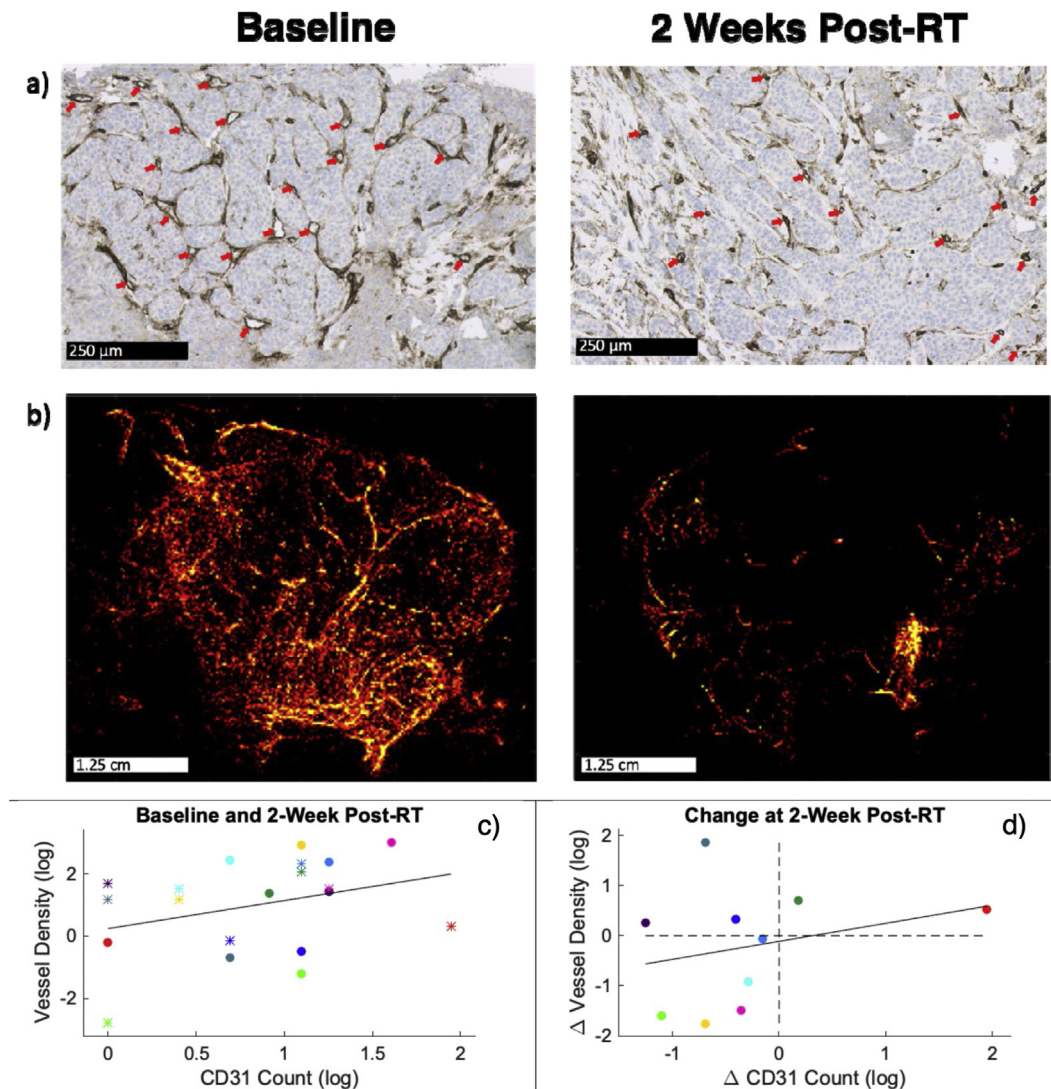 Baseline
2 Weeks Post-RT
a)
250 µm
250 µm
b)
1.25 cm
1.25 cm
Baseline and 2-Week Post-RT
c)
Vessel Density (log)
2
0
-2
0
0.5
1
1.5
2
CD31 Count (log)
Change at 2-Week Post-RT
d)
Δ Vessel Density (log)
2
1
0
-1
-2
-1
0
1
2
Δ CD31 Count (log)